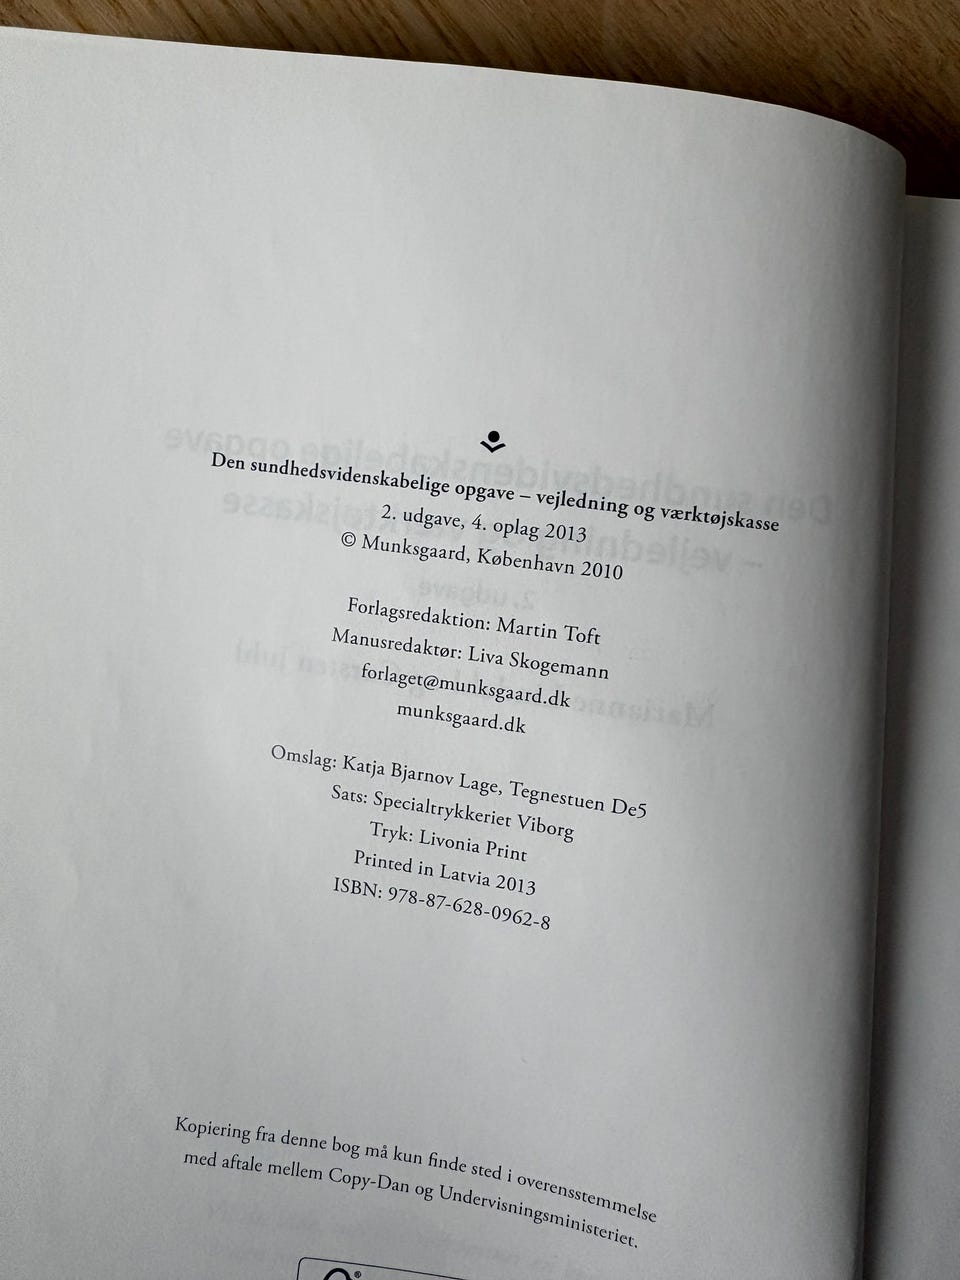 Den sundhedsvidenskabelige opgave – vejledning og værktøjskasse
2. udgave, 4. oplag 2013
© Munksgaard, København 2010
Forlagsredaktion: Martin Toft
Manusredaktør: Liva Skogemann
forlaget@munksgaard.dk
munksgaard.dk
Omslag: Katja Bjarnov Lage, Tegnestuen De5
Sats: Specialtrykkeriet Viborg
Tryk: Livonia Print
Printed in Latvia 2013
ISBN: 978-87-628-0962-8
Kopiering fra denne bog må kun finde sted i overensstemmelse
med aftale mellem Copy-Dan og Undervisningsministeriet.